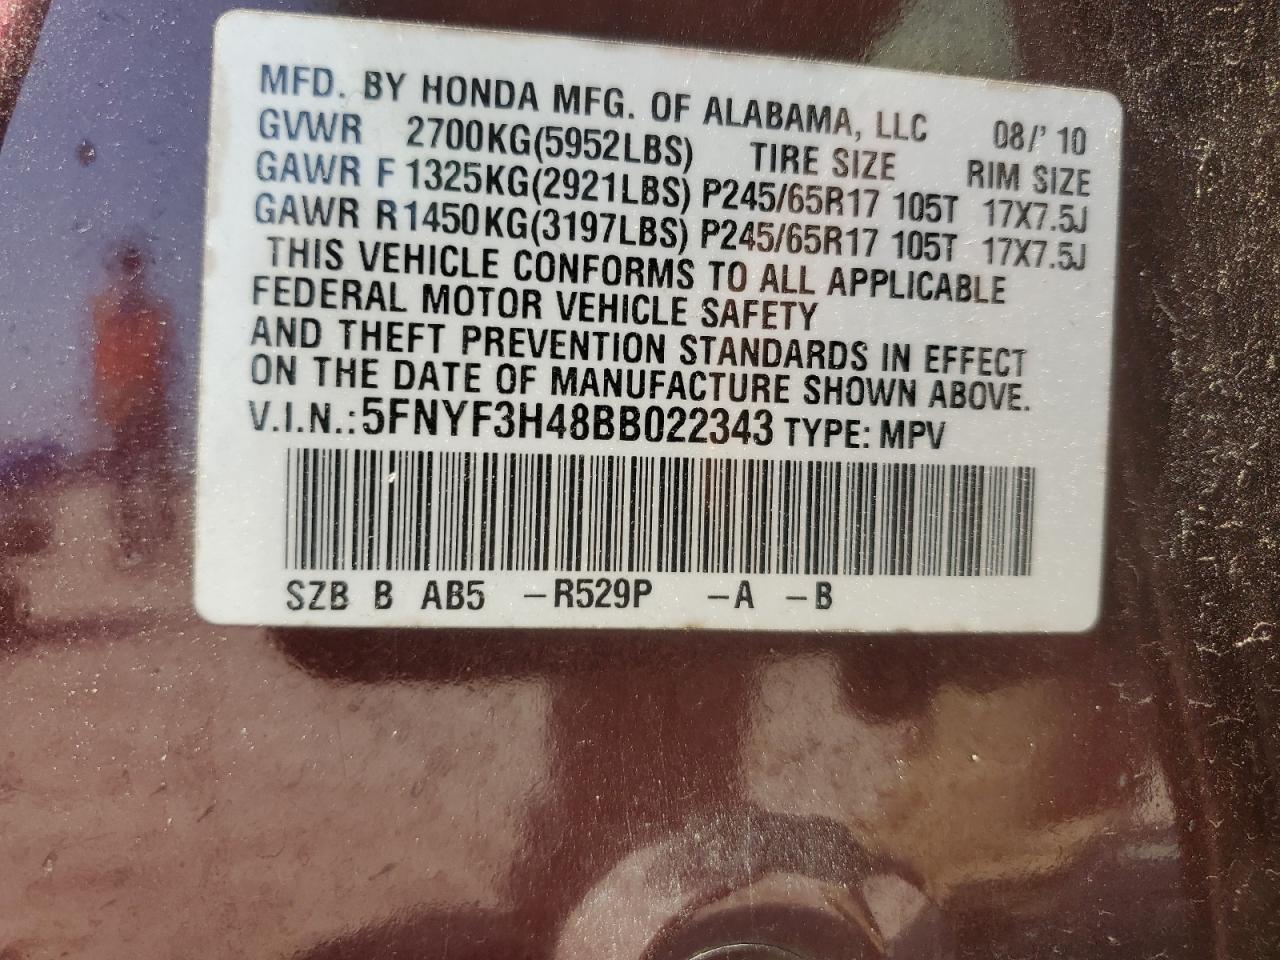 MFD. BY HONDA MFG. OF ALABAMA, LLC 08/' 10
GVWR 2700KG(5952LBS) TIRE SIZE RIM SIZE
GAWR F 1325KG(2921LBS) P245/65R17 105T 17X7.5J
GAWR R1450KG(3197LBS) P245/65R17 105T 17X7.5J
THIS VEHICLE CONFORMS TO ALL APPLICABLE
FEDERAL MOTOR VEHICLE SAFETY
AND THEFT PREVENTION STANDARDS IN EFFECT
ON THE DATE OF MANUFACTURE SHOWN ABOVE.
V.I.N.:5FNYF3H48BB022343 TYPE: MPV
SZB B AB5 –R529P –A –B